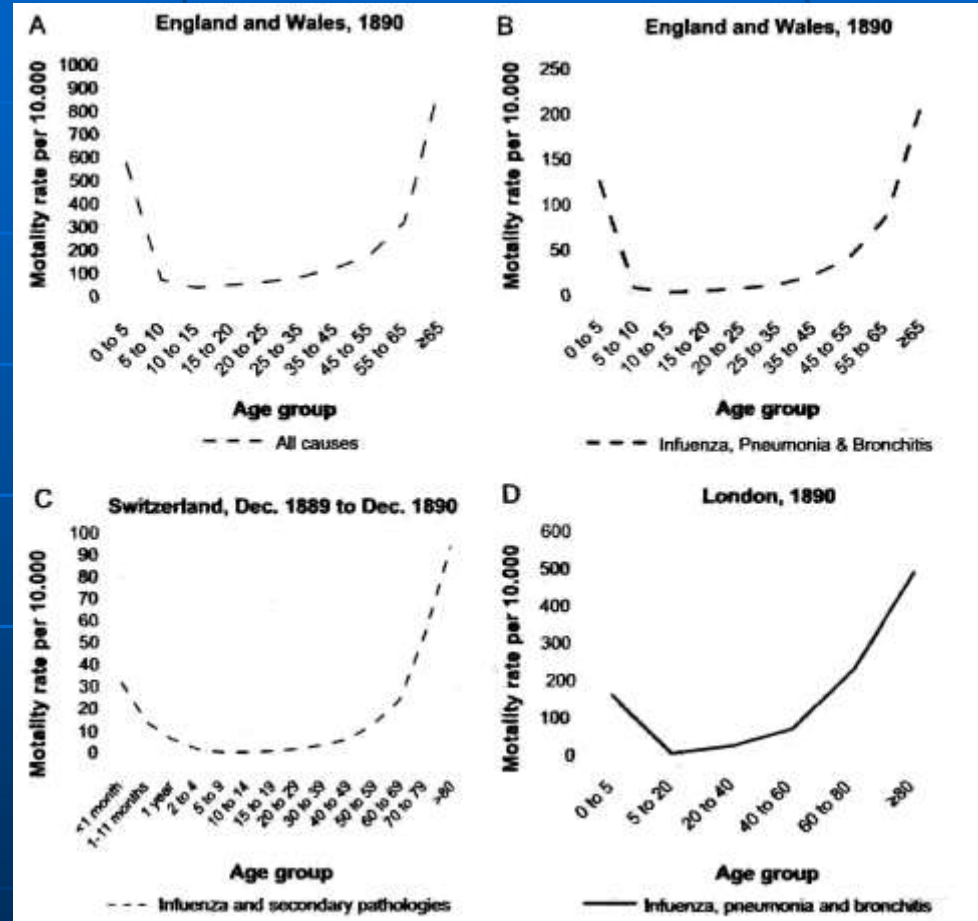 A
England and Wales, 1890
Motality rate per 10.000
1000
900
800
700
600
500
400
300
200
100
0
0 to 5
5 to 10
10 to 15
15 to 20
20 to 25
25 to 35
35 to 45
45 to 55
55 to 65
≥65
Age group
All causes
B
England and Wales, 1890
Motality rate per 10.000
250
200
150
100
50
0
0 to 5
5 to 10
10 to 15
15 to 20
20 to 25
25 to 35
35 to 45
45 to 55
55 to 65
≥65
Age group
Infuenza, Pneumonia & Bronchitis
C
Switzerland, Dec. 1889 to Dec. 1890
Motality rate per 10.000
100
90
80
70
60
50
40
30
20
10
0
<1 month
1-11 months
1 year
2 to 4
5 to 9
10 to 14
15 to 19
20 to 29
30 to 39
40 to 49
50 to 59
60 to 69
70 to 79
>80
Age group
Infuenza and secondary pathologies
D
London, 1890
Motality rate per 10.000
600
500
400
300
200
100
0
0 to 5
5 to 20
20 to 40
40 to 60
60 to 80
≥80
Age group
Infuenza, pneumonia and bronchitis